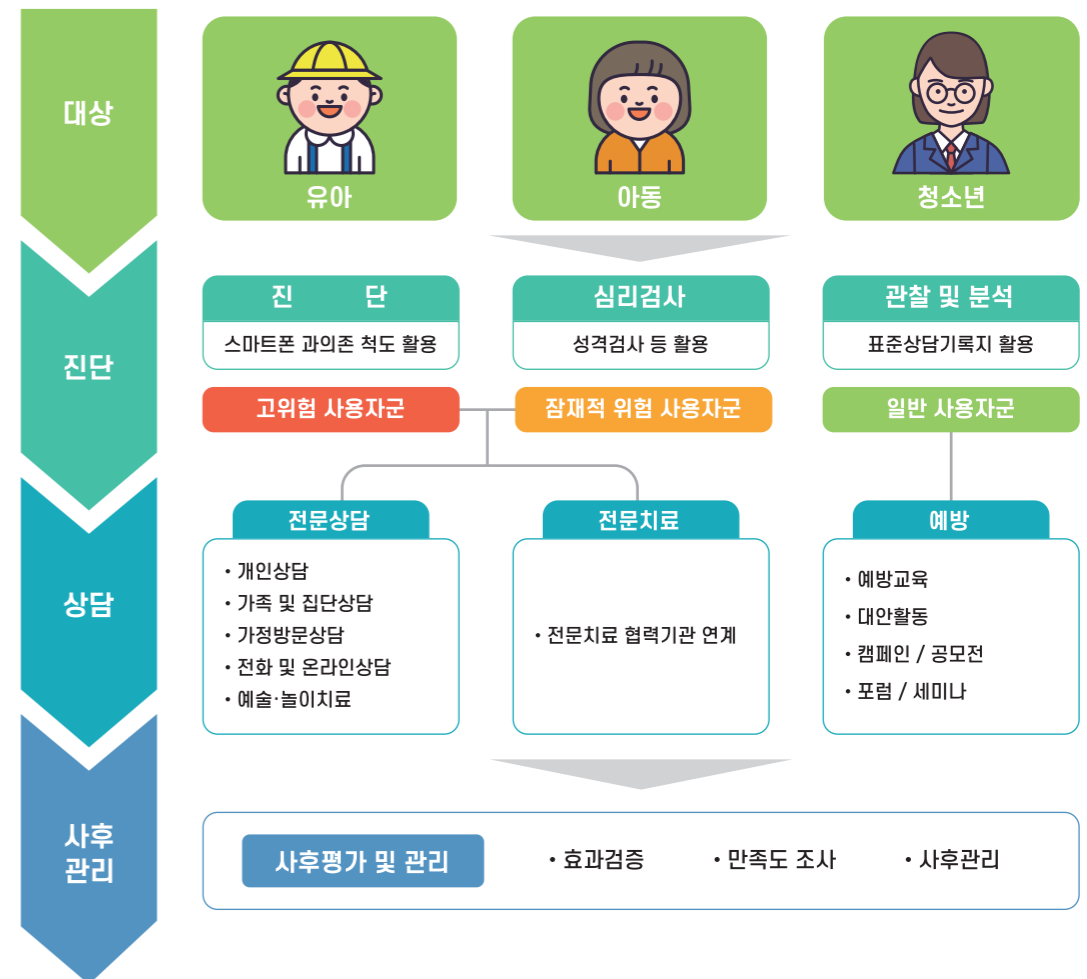 대상
유아
아동
청소년
진단
진 단
스마트폰 과의존 척도 활용
심리검사
성격검사 등 활용
관찰 및 분석
표준상담기록지 활용
고위험 사용자군
잠재적 위험 사용자군
일반 사용자군
상담
전문상담
• 개인상담
• 가족 및 집단상담
• 가정방문상담
• 전화 및 온라인상담
• 예술·놀이치료
전문치료
• 전문치료 협력기관 연계
예방
• 예방교육
• 대안활동
• 캠페인 / 공모전
• 포럼 / 세미나
사후
관리
사후평가 및 관리
• 효과검증
• 만족도 조사
• 사후관리